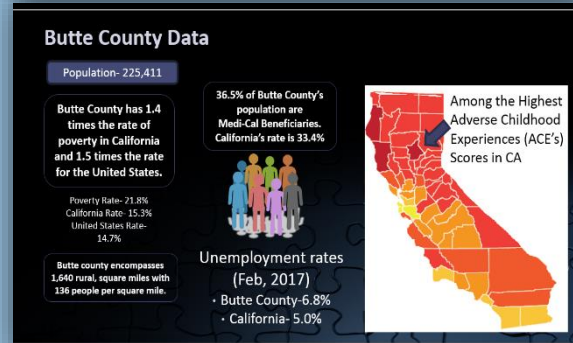 Butte County Data
Population- 225,411
Butte County has 1.4
times the rate of
poverty in California
and 1.5 times the rate
for the United States.
Poverty Rate- 21.8%
California Rate- 15.3%
United States Rate-
14.7%
Butte county encompasses
1,640 rural, square miles with
136 people per square mile.
36.5% of Butte County's
population are
Medi-Cal Beneficiaries.
California's rate is 33.4%
Unemployment rates
(Feb, 2017)
• Butte County-6.8%
• California- 5.0%
Among the Highest
Adverse Childhood
Experiences (ACE's)
Scores in CA